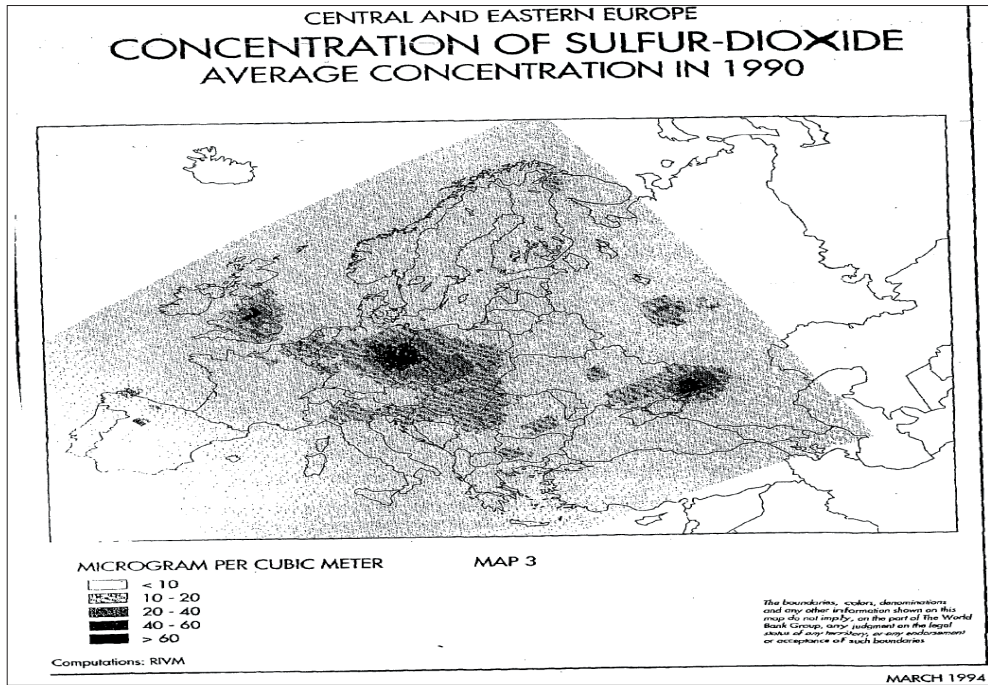 CENTRAL AND EASTERN EUROPE
CONCENTRATION OF SULFUR-DIOXIDE
AVERAGE CONCENTRATION IN 1990
MICROGRAM PER CUBIC METER
MAP 3
< 10
10 - 20
20 - 40
40 - 60
> 60
The boundaries, colors, denominations
and any other information shown on this
map do not imply, on the part of The World
Bank Group, any judgment on the legal
status of any territory, or any endorsement
or acceptance of such boundaries
Computations: RIVM
MARCH 1994